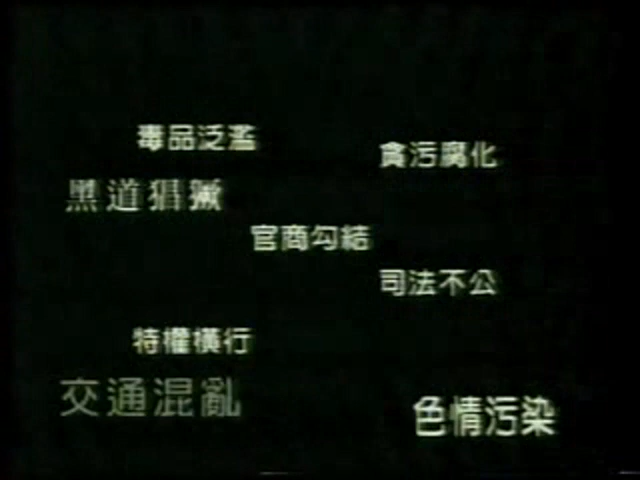 毒品泛濫
貪污腐化
黑道猖獗
官商勾結
司法不公
特權橫行
交通混亂
色情污染